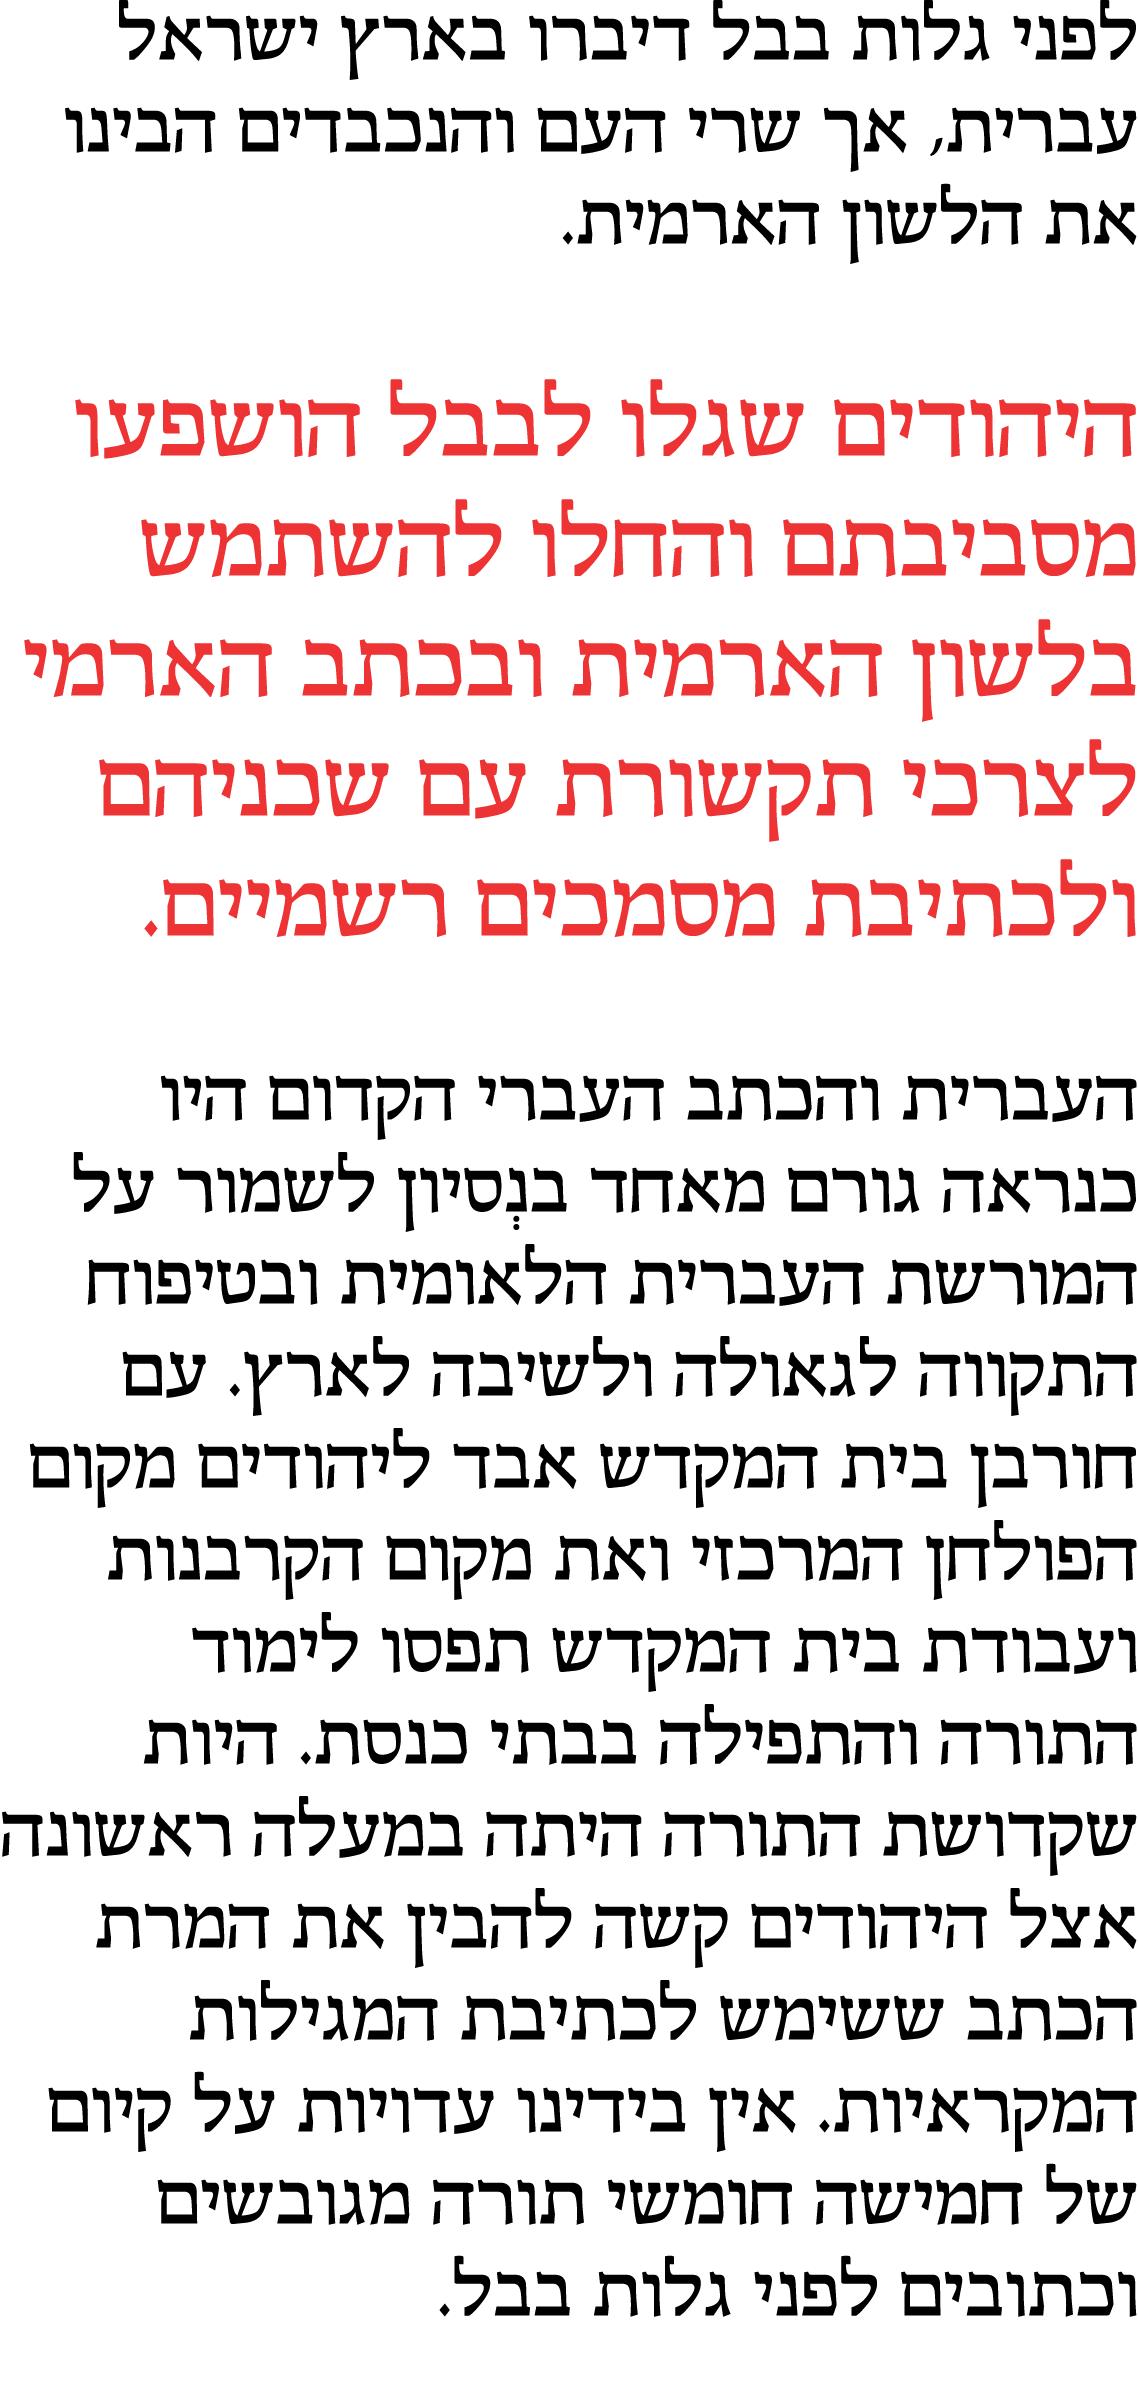 לפני גלות בבל דיברו בארץ ישראל
עברית, אך שרי העם והנכבדים הבינו
את הלשון הארמית.
היהודים שגלו לבבל הושפעו
מסביבתם והחלו להשתמש
בלשון הארמית ובכתב הארמי
לצרכי תקשורת עם שכניהם
ולכתיבת מסמכים רשמיים.
העברית והכתב העברי הקדום היו
כנראה גורם מאחד בנְסיון לשמור על
המורשת העברית הלאומית ובטיפוח
התקווה לגאולה ולשיבה לארץ. עם
חורבן בית המקדש אבד ליהודים מקום
הפולחן המרכזי ואת מקום הקרבנות
ועבודת בית המקדש תפסו לימוד
התורה והתפילה בבתי כנסת. היות
שקדושת התורה היתה במעלה ראשונה
אצל היהודים קשה להבין את המרת
הכתב ששימש לכתיבת המגילות
המקראיות. אין בידינו עדויות על קיום
של חמישה חומשי תורה מגובשים
וכתובים לפני גלות בבל.